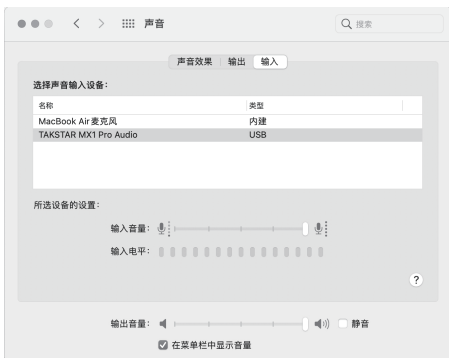 声音
搜索
声音效果 输出 输入
选择声音输入设备：
名称 类型
MacBook Air麦克风 内建
TAKSTAR MX1 Pro Audio USB
所选设备的设置：
输入音量：
输入电平：
?
输出音量： 静音
在菜单栏中显示音量